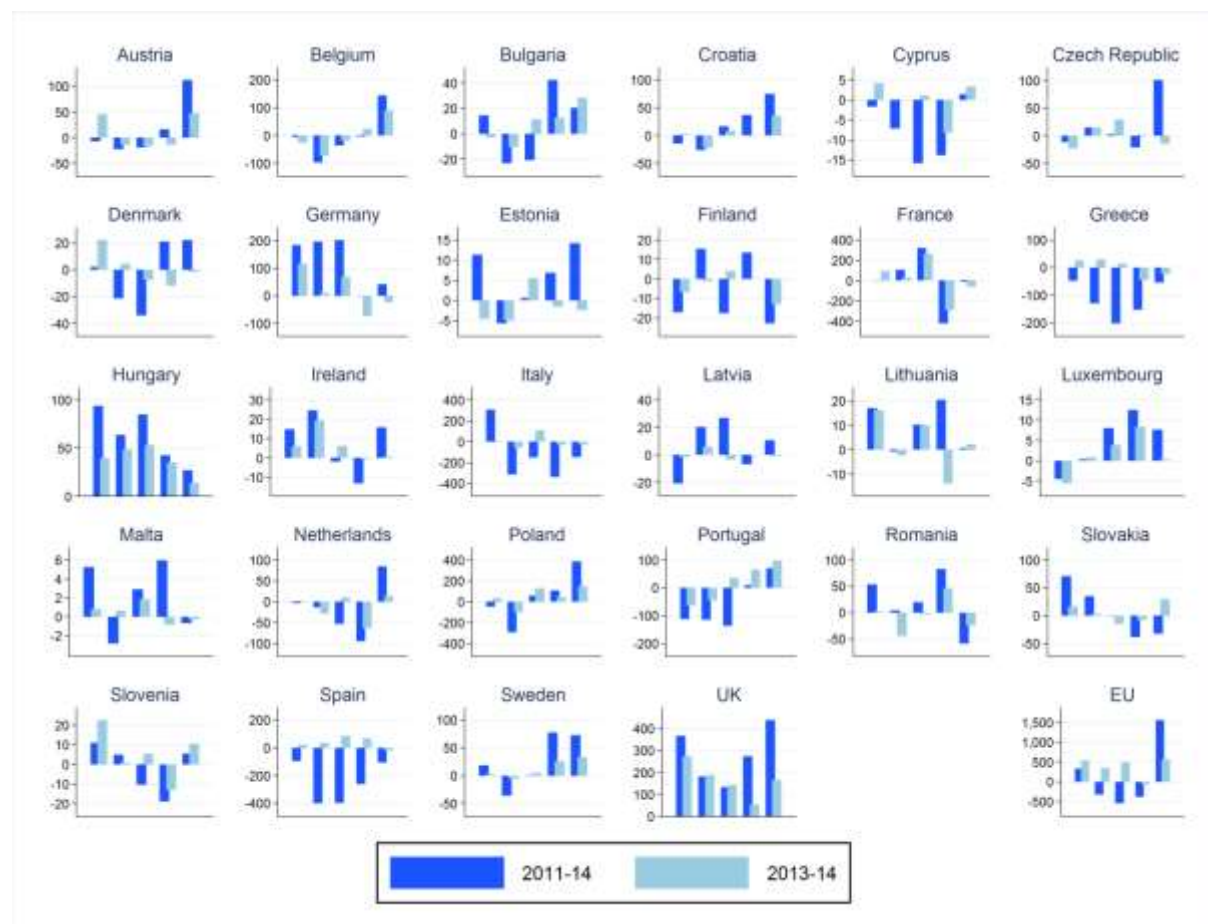 Austria Belgium Bulgaria Croatia Cyprus Czech Republic
100 50 0 -50
200 100 0 -100
40 20 0 -20
100 50 0 -50
5 0 -5 -10 -15
100 50 0 -50
Denmark Germany Estonia Finland France Greece
20 0 -20 -40
200 100 0 -100
15 10 5 0 -5
20 10 0 -10 -20
400 200 0 -200 -400
100 0 -100 -200
Hungary Ireland Italy Latvia Lithuania Luxembourg
100 50 0
30 20 10 0 -10
400 200 0 -200 -400
40 20 0 -20
20 10 0 -10
15 10 5 0 -5
Malta Netherlands Poland Portugal Romania Slovakia
6 4 2 0 -2
100 50 0 -50 -100
400 200 0 -200 -400
100 0 -100 -200
100 50 0 -50
100 50 0 -50
Slovenia Spain Sweden UK EU
20 10 0 -10 -20
200 0 -200 -400
100 50 0 -50
400 300 200 100 0
1,500 1,000 500 0 -500
2011-14 2013-14